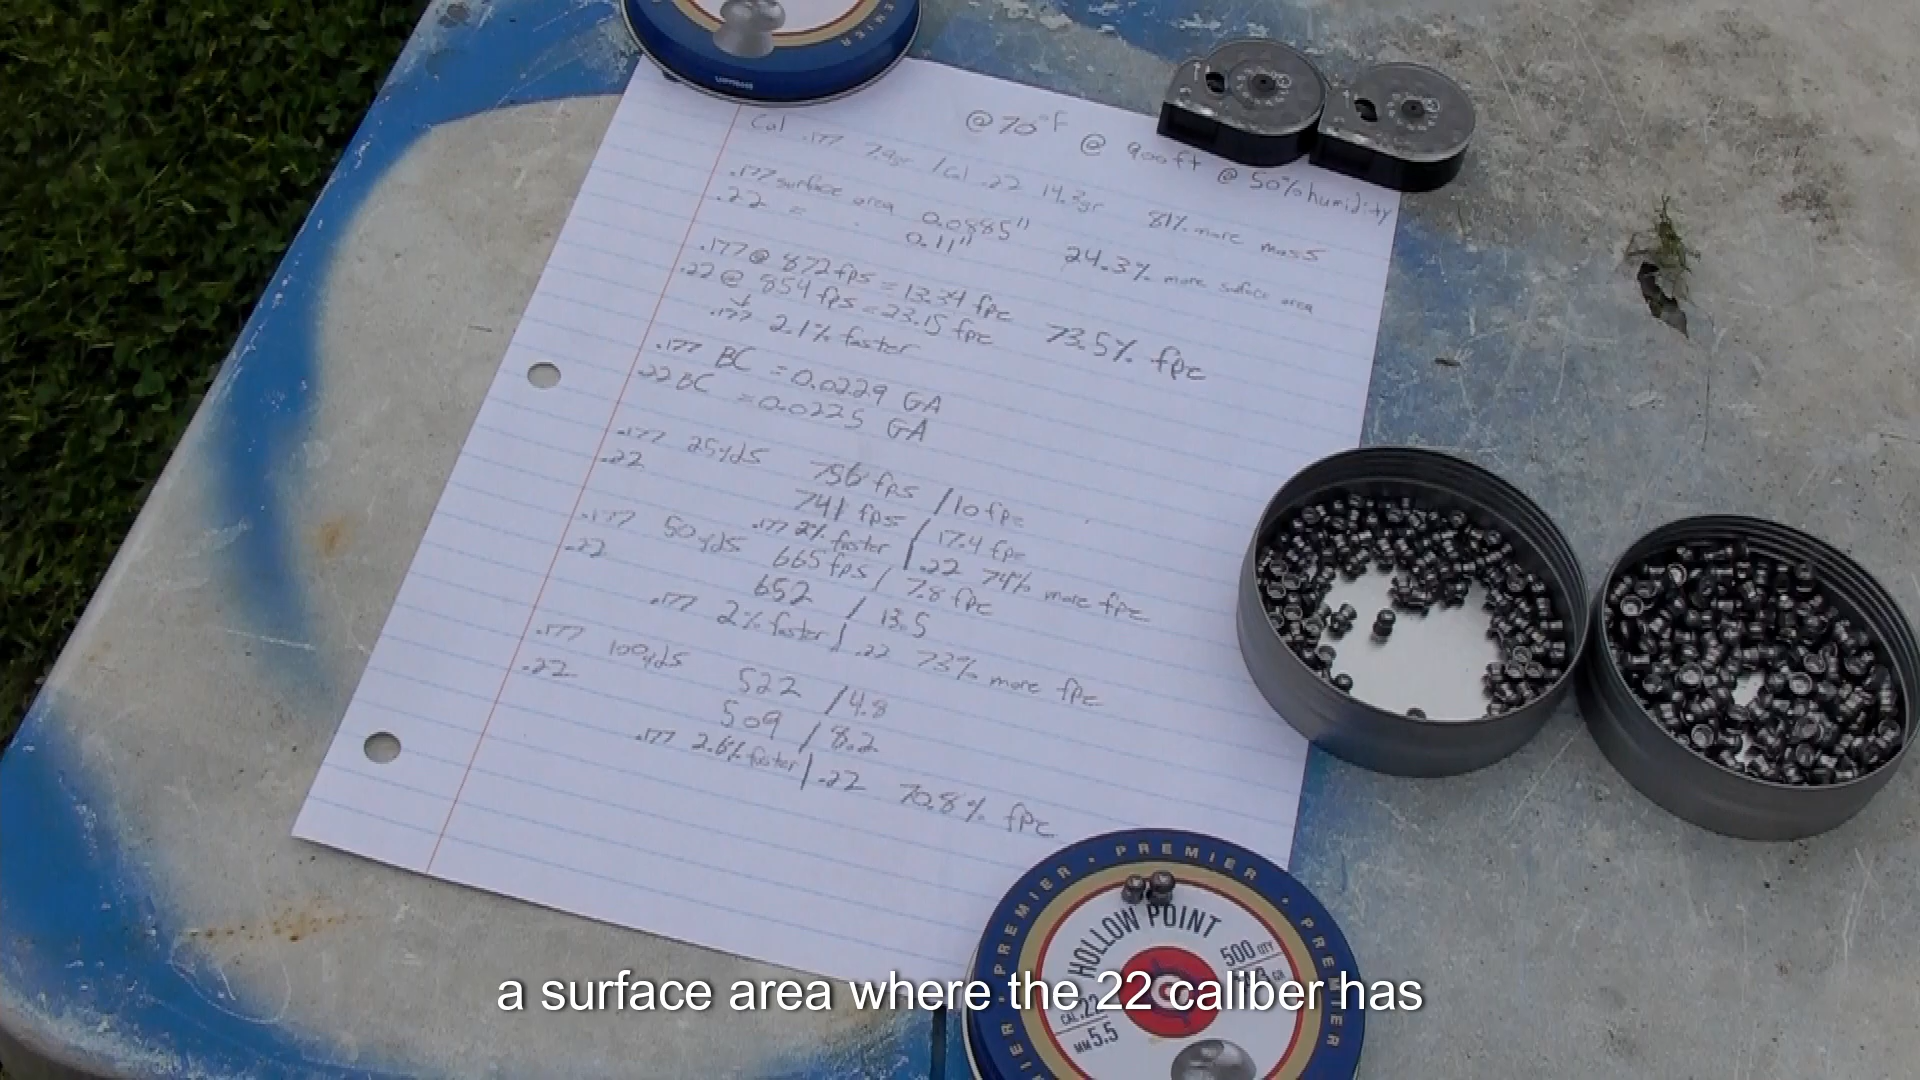 EMIER
@ 70°F @ 900ft @ 50% humidity
Cal .177 7.9gr / Cal .22 14.3gr 81% more mass
.177 surface area 0.0885"
.22 = 0.11" 24.3% more surface area
.177 @ 872 fps = 13.34 fpe
.22 @ 854 fps = 23.15 fpe 73.5% fpe
.177 2.1% faster
.177 BC = 0.0229 GA
.22 BC = 0.0225 GA
.177 25yds 756 fps / 10 fpe
.22 741 fps / 17.4 fpe
.177 2% faster | .22 74% more fpe
.177 50yds 665 fps / 7.8 fpe
.22 652 / 13.5
.177 2% faster | .22 73% more fpe
.177 100yds 522 / 4.8
.22 509 / 8.2
.177 2.6% faster | .22 70.8% fpe
PREMIER · PREMIER · PREMIER
HOLLOW POINT
500 QTY
GR
CAL .22
MM 5.5
a surface area where the 22 caliber has